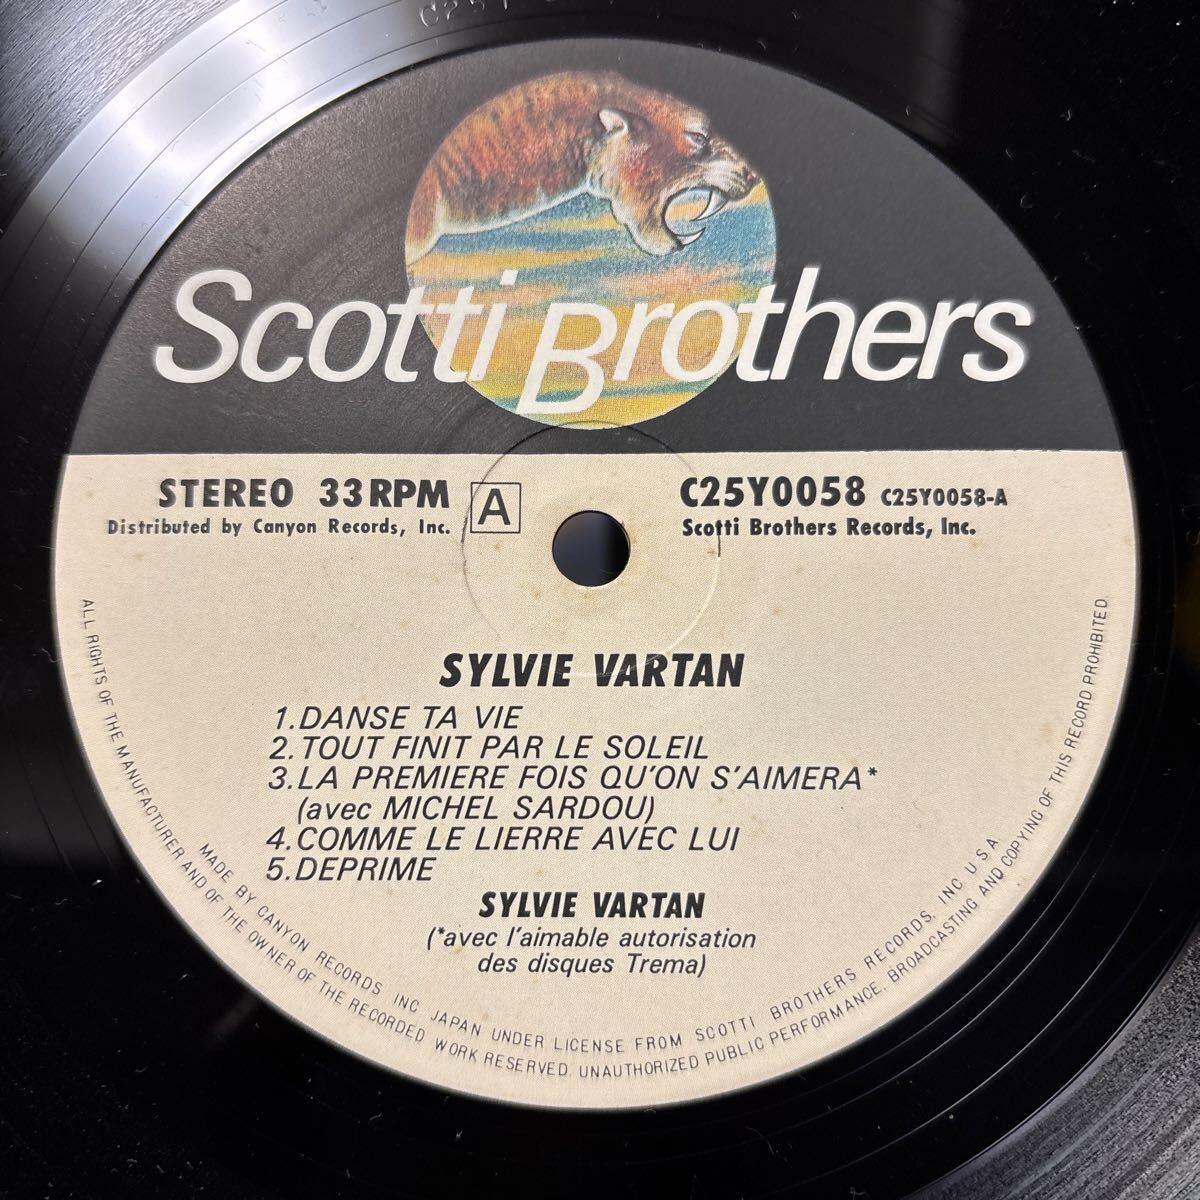 C25Y
Scotti Brothers
STEREO 33RPM A C25Y0058 C25Y0058-A
Distributed by Canyon Records, Inc. Scotti Brothers Records, Inc.
SYLVIE VARTAN
1.DANSE TA VIE
2.TOUT FINIT PAR LE SOLEIL
3.LA PREMIERE FOIS QU'ON S'AIMERA*
(avec MICHEL SARDOU)
4.COMME LE LIERRE AVEC LUI
5.DEPRIME
SYLVIE VARTAN
(*avec l'aimable autorisation
des disques Trema)
MADE BY CANYON RECORDS INC JAPAN UNDER LICENSE FROM SCOTTI BROTHERS RECORDS, INC U.S.A
ALL RIGHTS OF THE MANUFACTURER AND OF THE OWNER OF THE RECORDED WORK RESERVED. UNAUTHORIZED PUBLIC PERFORMANCE, BROADCASTING AND COPYING OF THIS RECORD PROHIBITED.